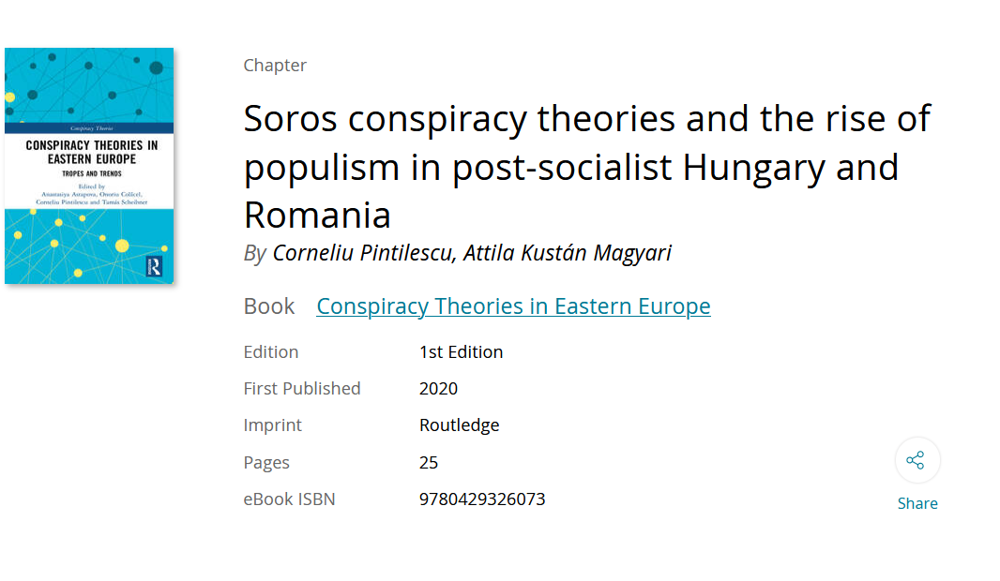 Conspiracy Theories
CONSPIRACY THEORIES IN
EASTERN EUROPE
TROPES AND TRENDS
Edited by
Anastasiya Astapova, Onoriu Colăcel,
Corneliu Pintilescu and Tamás Scheibner
R
Chapter
Soros conspiracy theories and the rise of
populism in post-socialist Hungary and
Romania
By Corneliu Pintilescu, Attila Kustán Magyari
Book Conspiracy Theories in Eastern Europe
Edition 1st Edition
First Published 2020
Imprint Routledge
Pages 25
eBook ISBN 9780429326073
Share